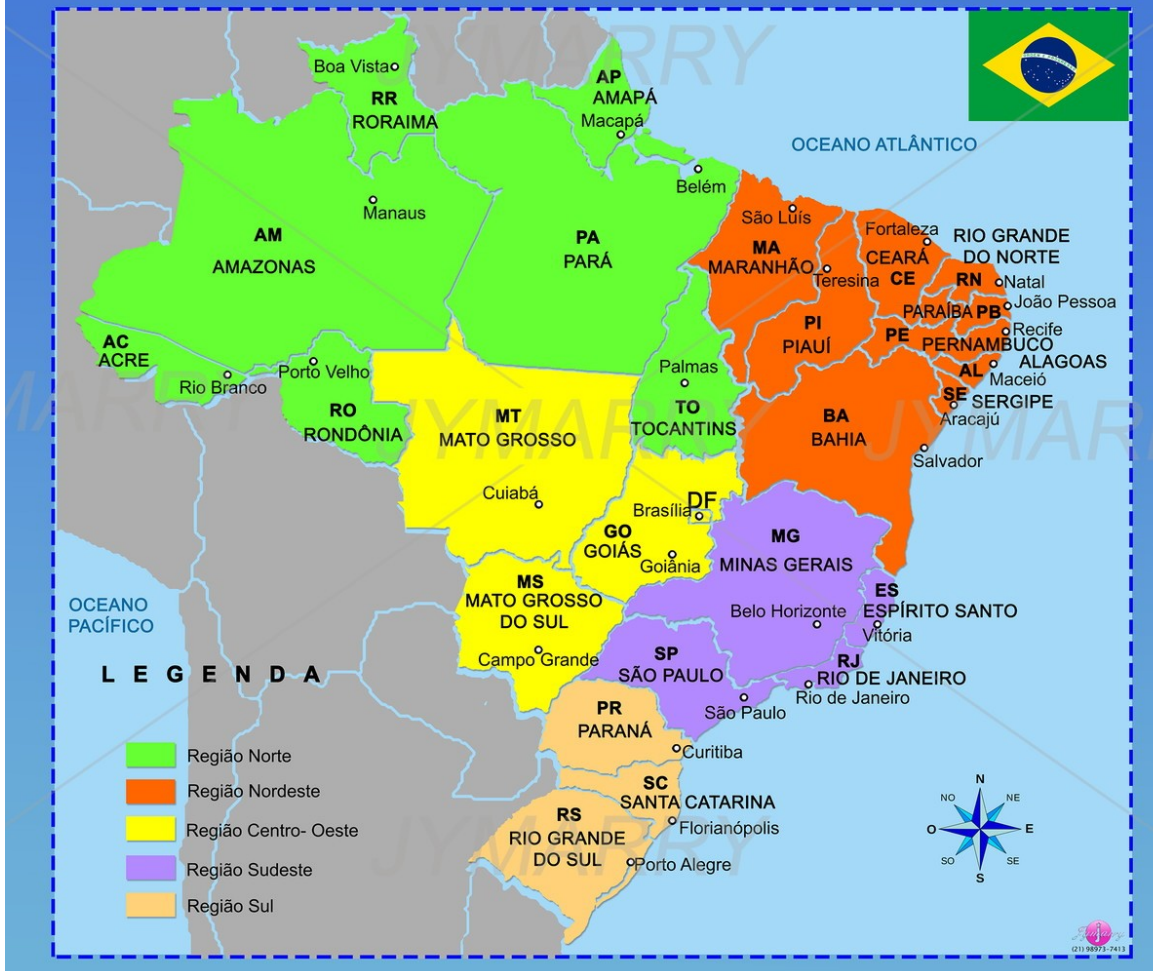 JYMARRY
Boa Vista
RR
RORAIMA
AP
AMAPÁ
Macapá
OCEANO ATLÂNTICO
Belém
Manaus
AM
AMAZONAS
PA
PARÁ
São Luís
MA
MARANHÃO
Teresina
Fortaleza
CEARÁ
CE
RIO GRANDE
DO NORTE
RN
Natal
João Pessoa
PARAÍBA PB
Recife
PE
PERNAMBUCO
PI
PIAUÍ
ALAGOAS
AL
Maceió
SE SERGIPE
Aracajú
AC
ACRE
Rio Branco
Porto Velho
RO
RONDÔNIA
Palmas
TO
TOCANTINS
MT
MATO GROSSO
BA
BAHIA
Salvador
JYMARRY
JYMARRY
JYMARRY
Cuiabá
Brasília
DF
GO
GOIÁS
Goiânia
MG
MINAS GERAIS
Belo Horizonte
ES
ESPÍRITO SANTO
Vitória
MS
MATO GROSSO
DO SUL
Campo Grande
OCEANO
PACÍFICO
SP
SÃO PAULO
São Paulo
RJ
RIO DE JANEIRO
Rio de Janeiro
PR
PARANÁ
Curitiba
SC
SANTA CATARINA
Florianópolis
RS
RIO GRANDE
DO SUL
Porto Alegre
JYMARRY
LEGENDA
Região Norte
Região Nordeste
Região Centro- Oeste
Região Sudeste
Região Sul
N
NO
NE
O
E
SO
SE
S
j
Jymarry
(21) 98973-7413